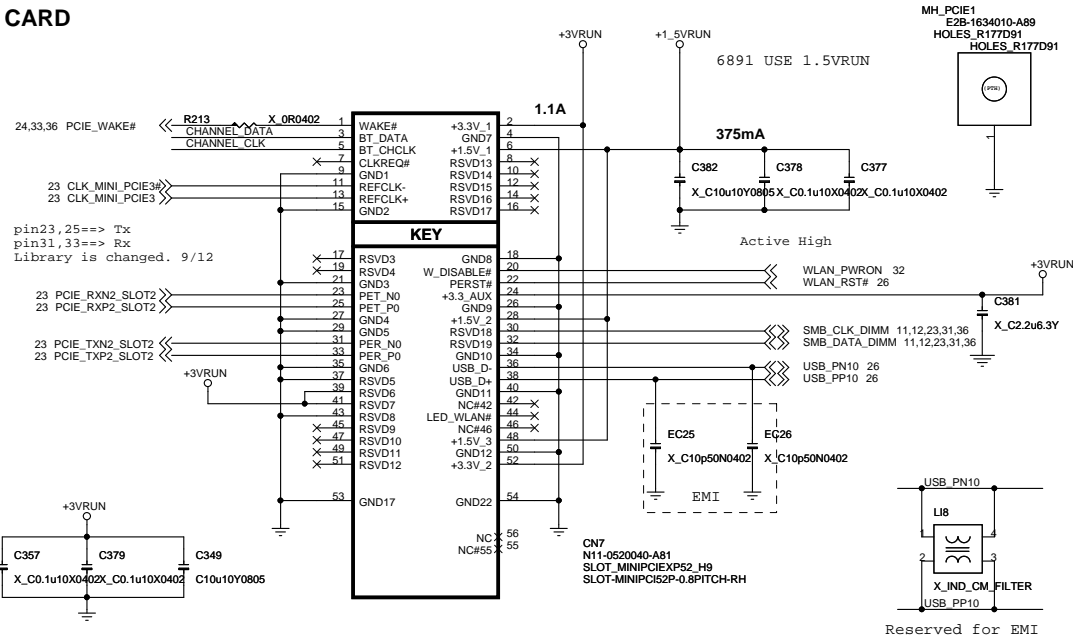 CARD
MH_PCIE1
E2B-1634010-A89
HOLES_R177D91
HOLES_R177D91
(PTH)
1
+3VRUN
+1_5VRUN
6891 USE 1.5VRUN
1.1A
375mA
24,33,36 PCIE_WAKE#
R213
X_0R0402
CHANNEL_DATA
CHANNEL_CLK
23 CLK_MINI_PCIE3#
23 CLK_MINI_PCIE3
1 WAKE# +3.3V_1 2
3 BT_DATA GND7 4
5 BT_CHCLK +1.5V_1 6
7 CLKREQ# RSVD13 8
9 GND1 RSVD14 10
11 REFCLK- RSVD15 12
13 REFCLK+ RSVD16 14
15 GND2 RSVD17 16
KEY
C382
X_C10u10Y0805
C378
X_C0.1u10X0402
C377
X_C0.1u10X0402
pin23,25==> Tx
pin31,33==> Rx
Library is changed. 9/12
Active High
17 RSVD3 GND8 18
19 RSVD4 W_DISABLE# 20
21 GND3 PERST# 22
23 PET_N0 +3.3_AUX 24
25 PET_P0 GND9 26
27 GND4 +1.5V_2 28
29 GND5 RSVD18 30
31 PER_N0 RSVD19 32
33 PER_P0 GND10 34
35 GND6 USB_D- 36
37 RSVD5 USB_D+ 38
39 RSVD6 GND11 40
41 RSVD7 NC#42 42
43 RSVD8 LED_WLAN# 44
45 RSVD9 NC#46 46
47 RSVD10 +1.5V_3 48
49 RSVD11 GND12 50
51 RSVD12 +3.3V_2 52
53 GND17 GND22 54
NC 56
NC#55 55
23 PCIE_RXN2_SLOT2
23 PCIE_RXP2_SLOT2
23 PCIE_TXN2_SLOT2
23 PCIE_TXP2_SLOT2
+3VRUN
WLAN_PWRON 32
WLAN_RST# 26
+3VRUN
C381
X_C2.2u6.3Y
SMB_CLK_DIMM 11,12,23,31,36
SMB_DATA_DIMM 11,12,23,31,36
USB_PN10 26
USB_PP10 26
EC25
X_C10p50N0402
EC26
X_C10p50N0402
EMI
CN7
N11-0520040-A81
SLOT_MINIPCIEXP52_H9
SLOT-MINIPCI52P-0.8PITCH-RH
+3VRUN
C357
X_C0.1u10X0402
C379
X_C0.1u10X0402
C349
C10u10Y0805
USB_PN10
LI8
1 4
2 3
X_IND_CM_FILTER
USB_PP10
Reserved for EMI